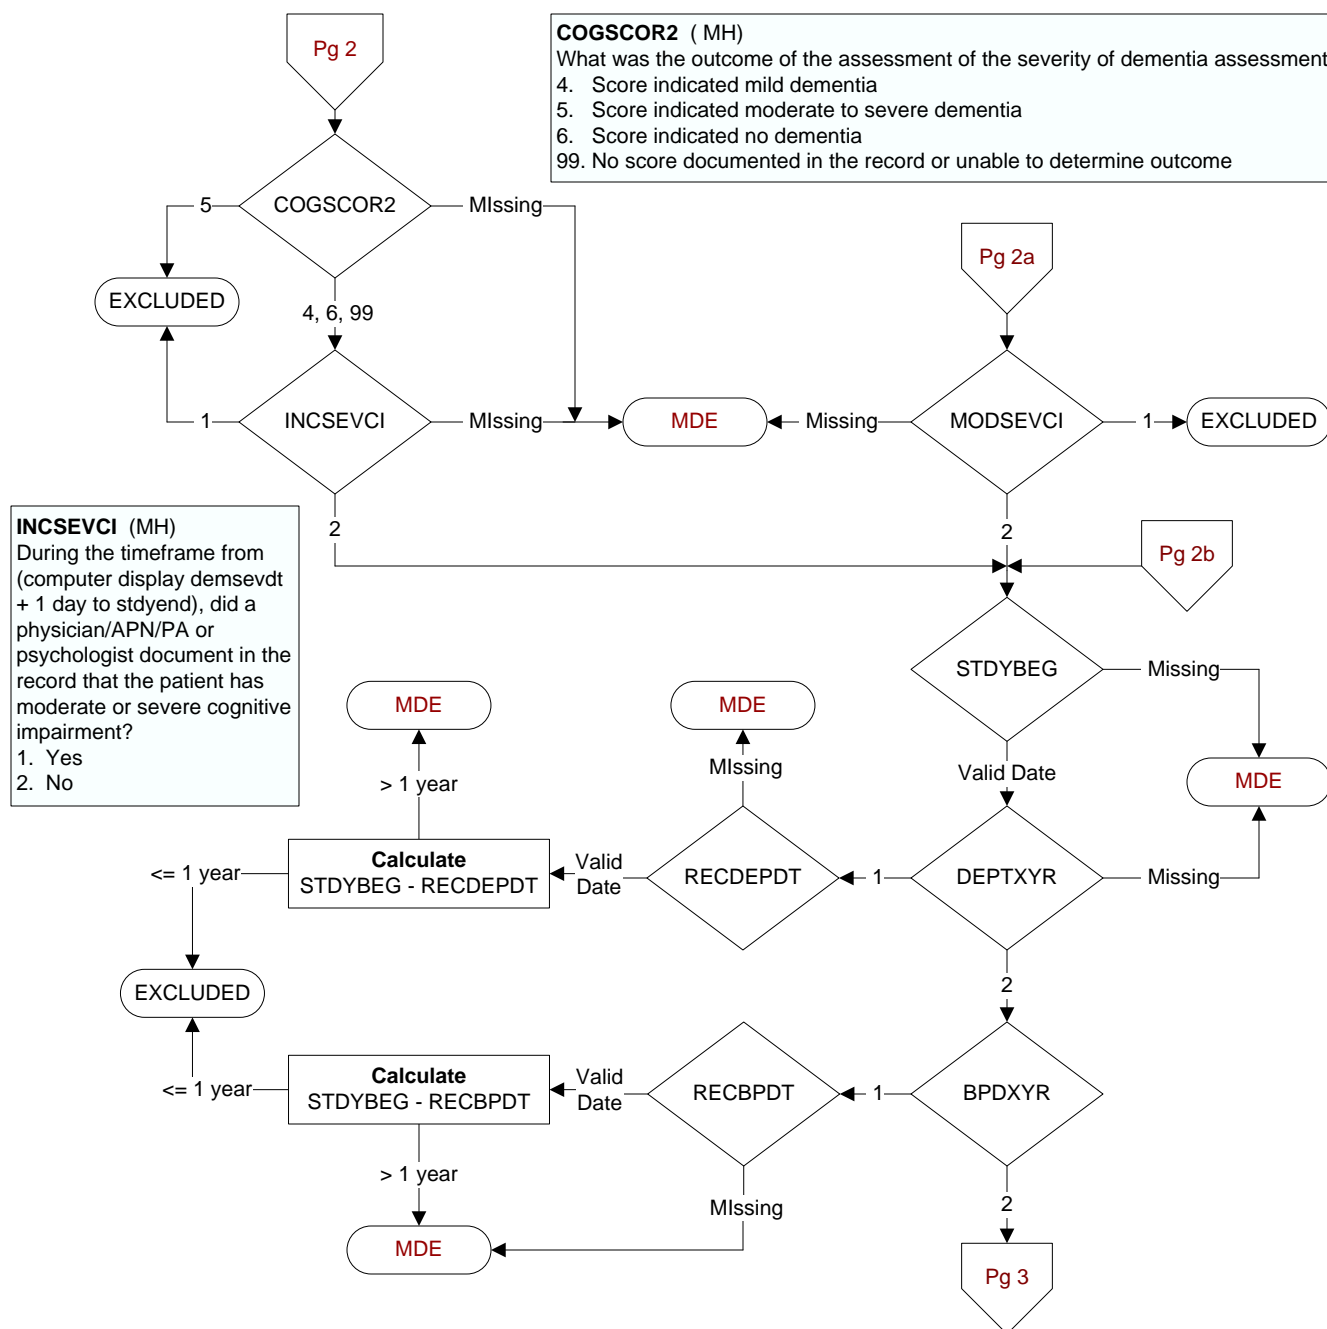 Pg 2
COGSCOR2 ( MH)
What was the outcome of the assessment of the severity of dementia assessment
4. Score indicated mild dementia
5. Score indicated moderate to severe dementia
6. Score indicated no dementia
99. No score documented in the record or unable to determine outcome
5
COGSCOR2
MIssing
Pg 2a
EXCLUDED
4, 6, 99
1
INCSEVCI
MIssing
MDE
Missing
MODSEVCI
1
EXCLUDED
2
2
INCSEVCI (MH)
During the timeframe from
(computer display demsevdt
+ 1 day to stdyend), did a
physician/APN/PA or
psychologist document in the
record that the patient has
moderate or severe cognitive
impairment?
1. Yes
2. No
Pg 2b
STDYBEG
Missing
MDE
MDE
MIssing
Valid Date
MDE
> 1 year
<= 1 year
Calculate
STDYBEG - RECDEPDT
Valid
Date
RECDEPDT
1
DEPTXYR
Missing
EXCLUDED
2
<= 1 year
Calculate
STDYBEG - RECBPDT
Valid
Date
RECBPDT
1
BPDXYR
> 1 year
MIssing
2
MDE
Pg 3